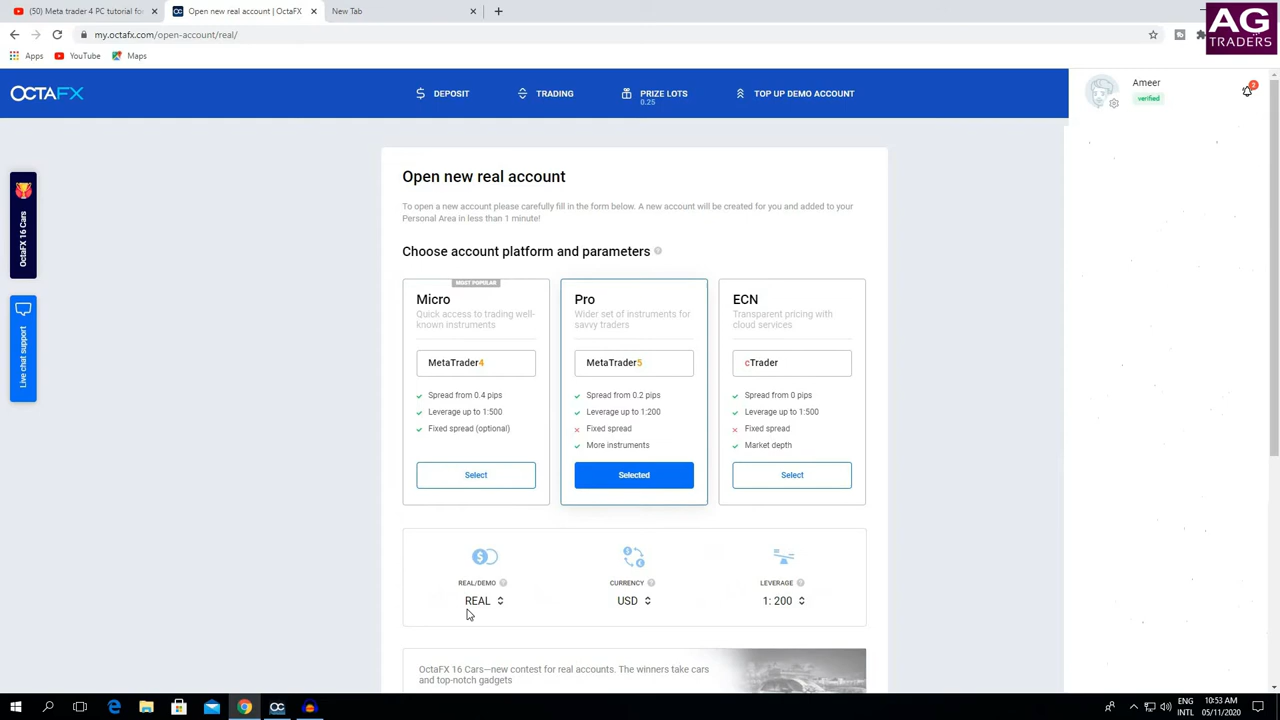 (50) Meta trader 4 PC tutorial for
Open new real account | OctaFX
New Tab
my.octafx.com/open-account/real/
AG
TRADERS
Apps
YouTube
Maps
OCTAFX
DEPOSIT
TRADING
PRIZE LOTS
0.25
TOP UP DEMO ACCOUNT
Ameer
verified
2
OctaFX 16 Cars
Live chat support
Open new real account
To open a new account please carefully fill in the form below. A new account will be created for you and added to your
Personal Area in less than 1 minute!
Choose account platform and parameters
MOST POPULAR
Micro
Quick access to trading well-
known instruments
MetaTrader4
Spread from 0.4 pips
Leverage up to 1:500
Fixed spread (optional)
Select
Pro
Wider set of instruments for
savvy traders
MetaTrader5
Spread from 0.2 pips
Leverage up to 1:200
Fixed spread
More instruments
Selected
ECN
Transparent pricing with
cloud services
cTrader
Spread from 0 pips
Leverage up to 1:500
Fixed spread
Market depth
Select
REAL/DEMO
REAL
CURRENCY
USD
LEVERAGE
1: 200
OctaFX 16 Cars—new contest for real accounts. The winners take cars
and top-notch gadgets
ENG
INTL
10:53 AM
05/11/2020